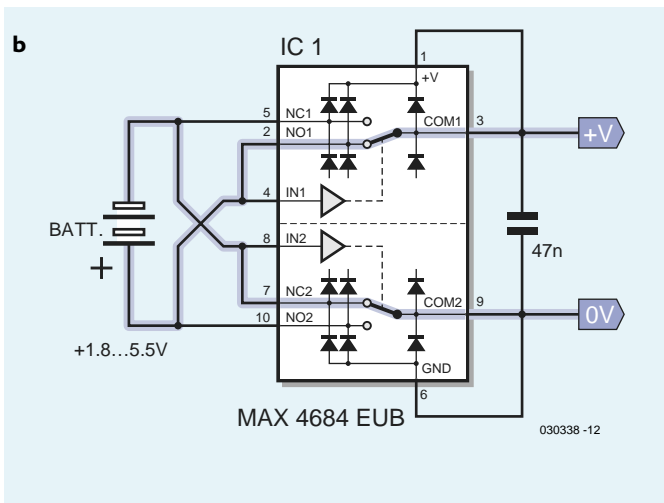 b
IC 1
1
+V
5 NC1
2 NO1
COM1 3
+V
4 IN1
BATT.
+
8 IN2
47n
7 NC2
COM2 9
0V
10 NO2
+1.8...5.5V
GND
6
MAX 4684 EUB
030338 -12